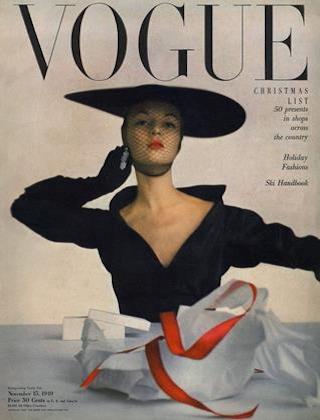 VOGUE
CHRISTMAS
LIST
50 presents
in shops
across
the country
Holiday
Fashions
Ski Handbook
November 15, 1949
Price 50 Cents